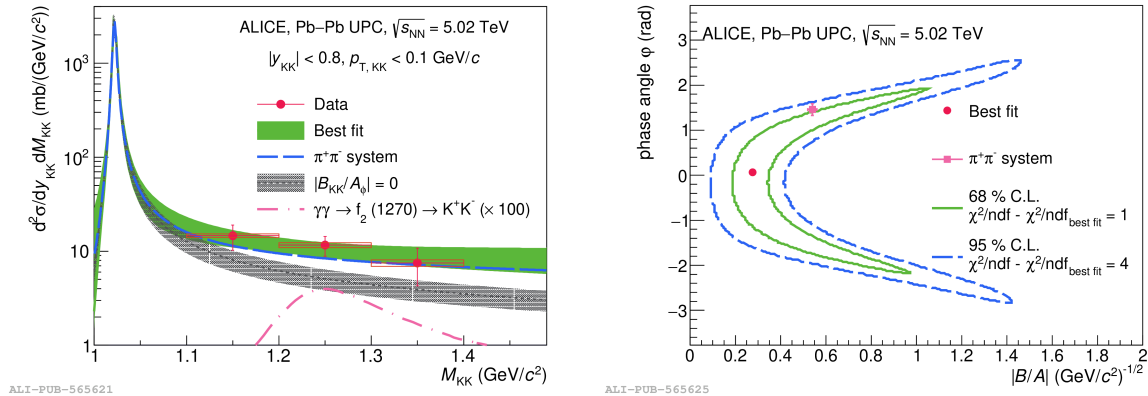 ALICE, Pb−Pb UPC, √s_NN = 5.02 TeV
|y_KK| < 0.8, p_T, KK < 0.1 GeV/c
Data
Best fit
π⁺π⁻ system
|B_KK/A_ϕ| = 0
γγ → f₂ (1270) → K⁺K⁻ (× 100)
d²σ/dy_KK dM_KK (mb/(GeV/c²))
10³
10²
10
1
1 1.1 1.2 1.3 1.4
M_KK (GeV/c²)
ALI-PUB-565621
ALICE, Pb−Pb UPC, √s_NN = 5.02 TeV
Best fit
π⁺π⁻ system
68 % C.L.
χ²/ndf - χ²/ndf_best fit = 1
95 % C.L.
χ²/ndf - χ²/ndf_best fit = 4
phase angle φ (rad)
3
2
1
0
−1
−2
−3
0 0.2 0.4 0.6 0.8 1 1.2 1.4 1.6 1.8 2
|B/A| (GeV/c²)^-1/2
ALI-PUB-565625